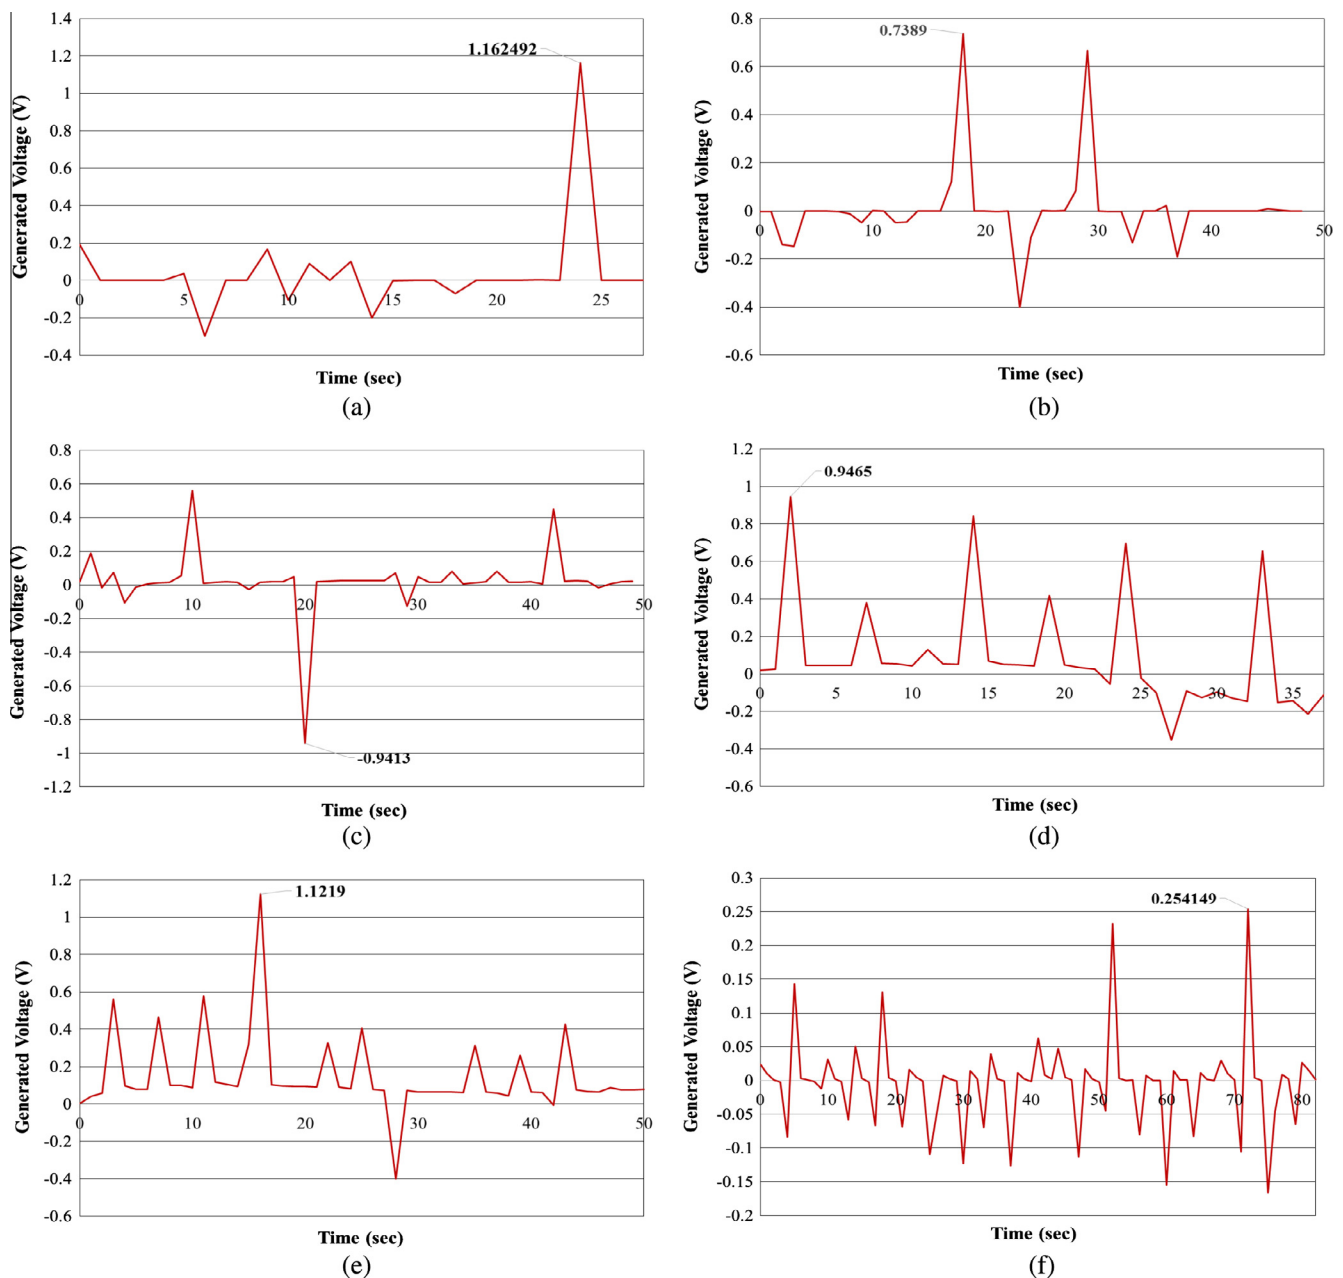 1.4
1.2
1
0.8
0.6
0.4
0.2
0
-0.2
-0.4
Generated Voltage (V)
1.162492
0 5 10 15 20 25
Time (sec)
(a)
0.8
0.6
0.4
0.2
0
-0.2
-0.4
-0.6
Generated Voltage (V)
0.7389
0 10 20 30 40 50
Time (sec)
(b)
0.8
0.6
0.4
0.2
0
-0.2
-0.4
-0.6
-0.8
-1
-1.2
Generated Voltage (V)
-0.9413
0 10 20 30 40 50
Time (sec)
(c)
1.2
1
0.8
0.6
0.4
0.2
0
-0.2
-0.4
-0.6
Generated Voltage (V)
0.9465
0 5 10 15 20 25 30 35
Time (sec)
(d)
1.2
1
0.8
0.6
0.4
0.2
0
-0.2
-0.4
-0.6
Generated Voltage (V)
1.1219
0 10 20 30 40 50
Time (sec)
(e)
0.3
0.25
0.2
0.15
0.1
0.05
0
-0.05
-0.1
-0.15
-0.2
Generated Voltage (V)
0.254149
0 10 20 30 40 50 60 70 80
Time (sec)
(f)